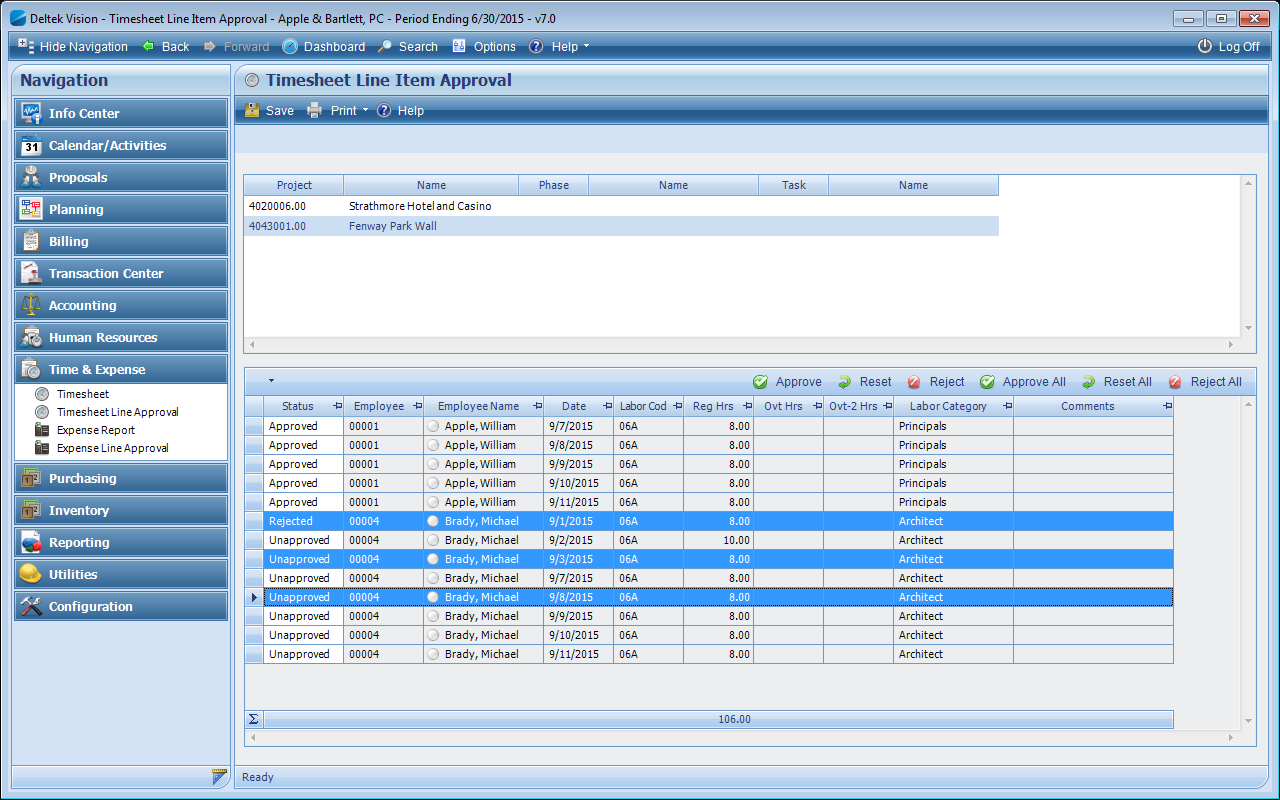 Deltek Vision - Timesheet Line Item Approval - Apple & Bartlett, PC - Period Ending 6/30/2015 - v7.0
Hide Navigation Back Forward Dashboard Search Options Help Log Off
Navigation
Info Center
31 Calendar/Activities
Proposals
Planning
Billing
Transaction Center
Accounting
Human Resources
Time & Expense
Timesheet
Timesheet Line Approval
Expense Report
Expense Line Approval
Purchasing
Inventory
Reporting
Utilities
Configuration
Timesheet Line Item Approval
Save Print Help
Project Name Phase Name Task Name
4020006.00 Strathmore Hotel and Casino
4043001.00 Fenway Park Wall
Approve Reset Reject Approve All Reset All Reject All
Status Employee Employee Name Date Labor Cod Reg Hrs Ovt Hrs Ovt-2 Hrs Labor Category Comments
Approved 00001 Apple, William 9/7/2015 06A 8.00 Principals
Approved 00001 Apple, William 9/8/2015 06A 8.00 Principals
Approved 00001 Apple, William 9/9/2015 06A 8.00 Principals
Approved 00001 Apple, William 9/10/2015 06A 8.00 Principals
Approved 00001 Apple, William 9/11/2015 06A 8.00 Principals
Rejected 00004 Brady, Michael 9/1/2015 06A 8.00 Architect
Unapproved 00004 Brady, Michael 9/2/2015 06A 10.00 Architect
Unapproved 00004 Brady, Michael 9/3/2015 06A 8.00 Architect
Unapproved 00004 Brady, Michael 9/7/2015 06A 8.00 Architect
Unapproved 00004 Brady, Michael 9/8/2015 06A 8.00 Architect
Unapproved 00004 Brady, Michael 9/9/2015 06A 8.00 Architect
Unapproved 00004 Brady, Michael 9/10/2015 06A 8.00 Architect
Unapproved 00004 Brady, Michael 9/11/2015 06A 8.00 Architect
Σ 106.00
Ready